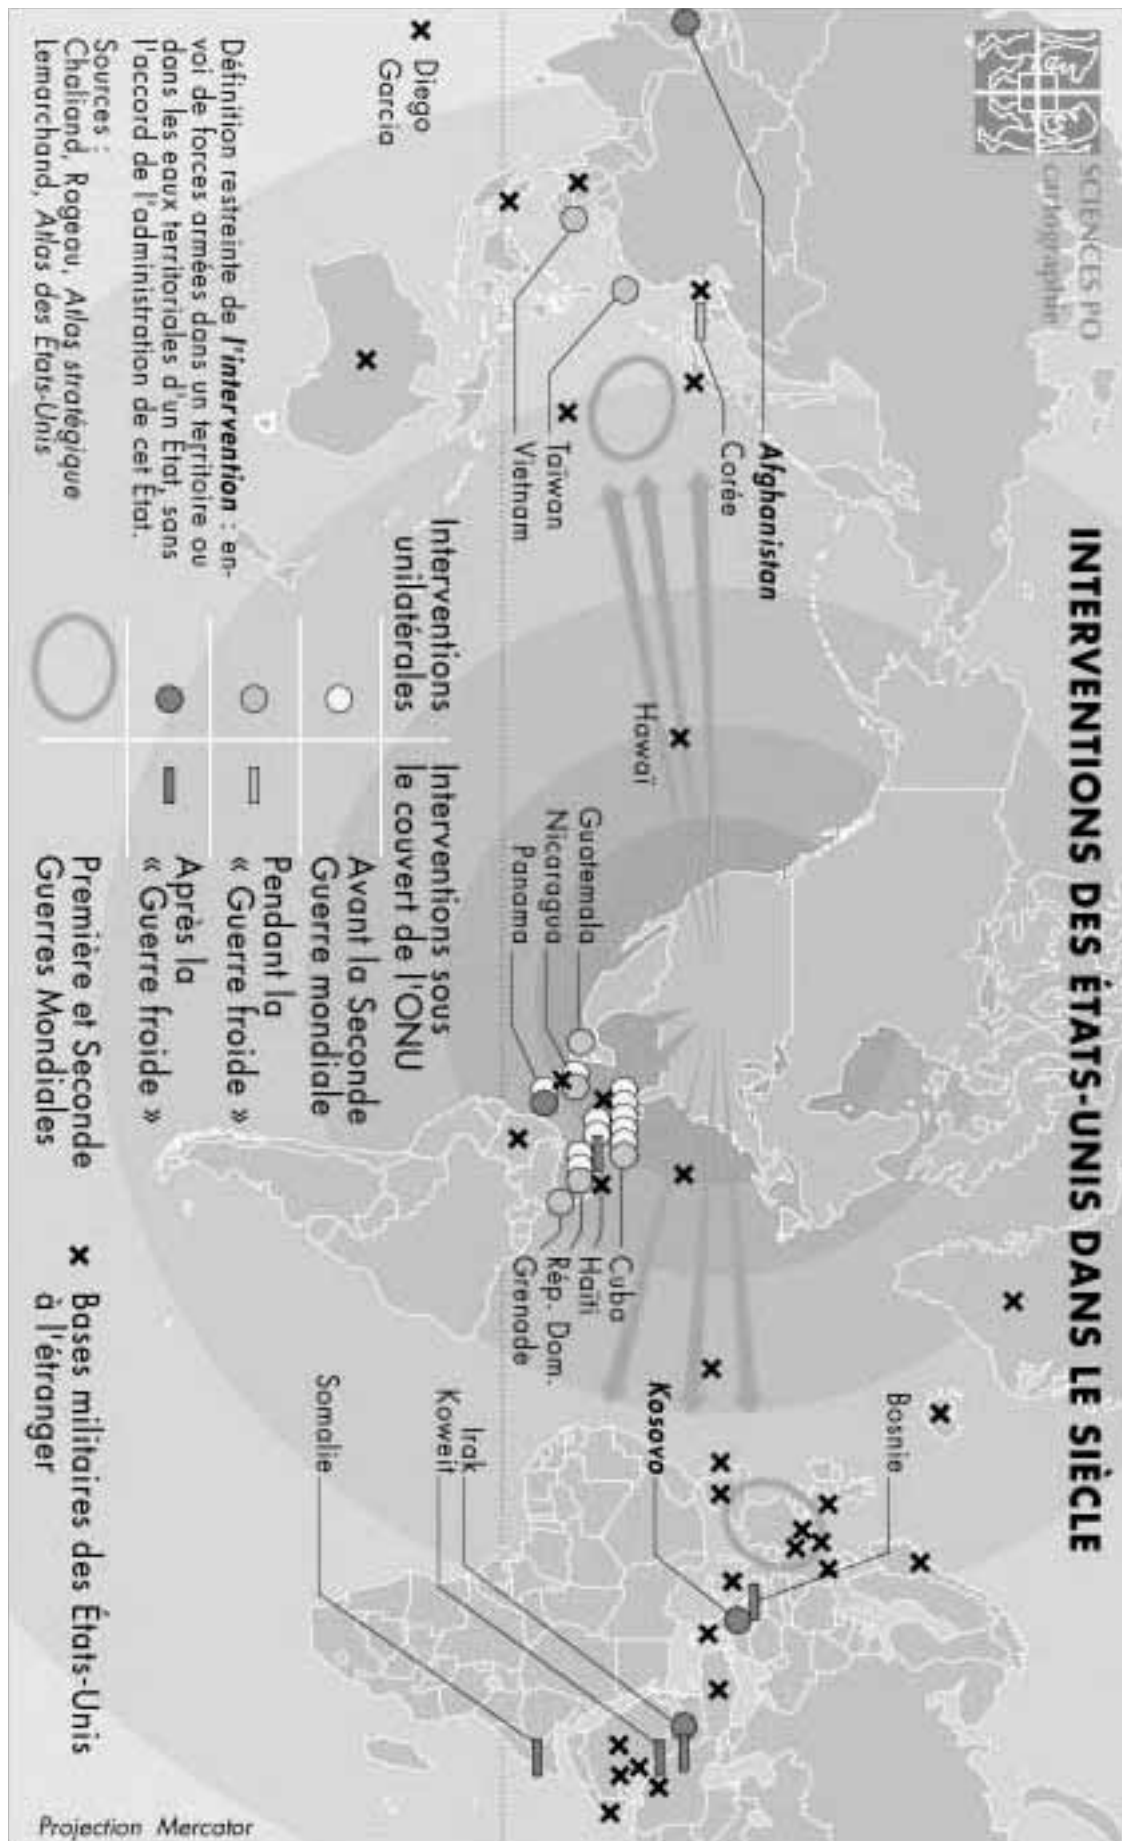 INTERVENTIONS DES ÉTATS-UNIS DANS LE SIÈCLE
SCIENCES PO
cartographie
Afghanistan
Corée
Taïwan
Vietnam
Diego
Garcia
Hawaï
Guatemala
Nicaragua
Panama
Cuba
Haïti
Rép. Dom.
Grenade
Bosnie
Kosovo
Irak
Koweit
Somalie
Définition restreinte de l'intervention : en-
voi de forces armées dans un territoire ou
dans les eaux territoriales d'un État, sans
l'accord de l'administration de cet État.
Sources :
Chaliand, Rageau, Atlas stratégique
Lemarchand, Atlas des États-Unis
Interventions
unilatérales
Interventions sous
le couvert de l'ONU
Avant la Seconde
Guerre mondiale
Pendant la
« Guerre froide »
Après la
« Guerre froide »
Première et Seconde
Guerres Mondiales
Bases militaires des États-Unis
à l'étranger
Projection Mercator